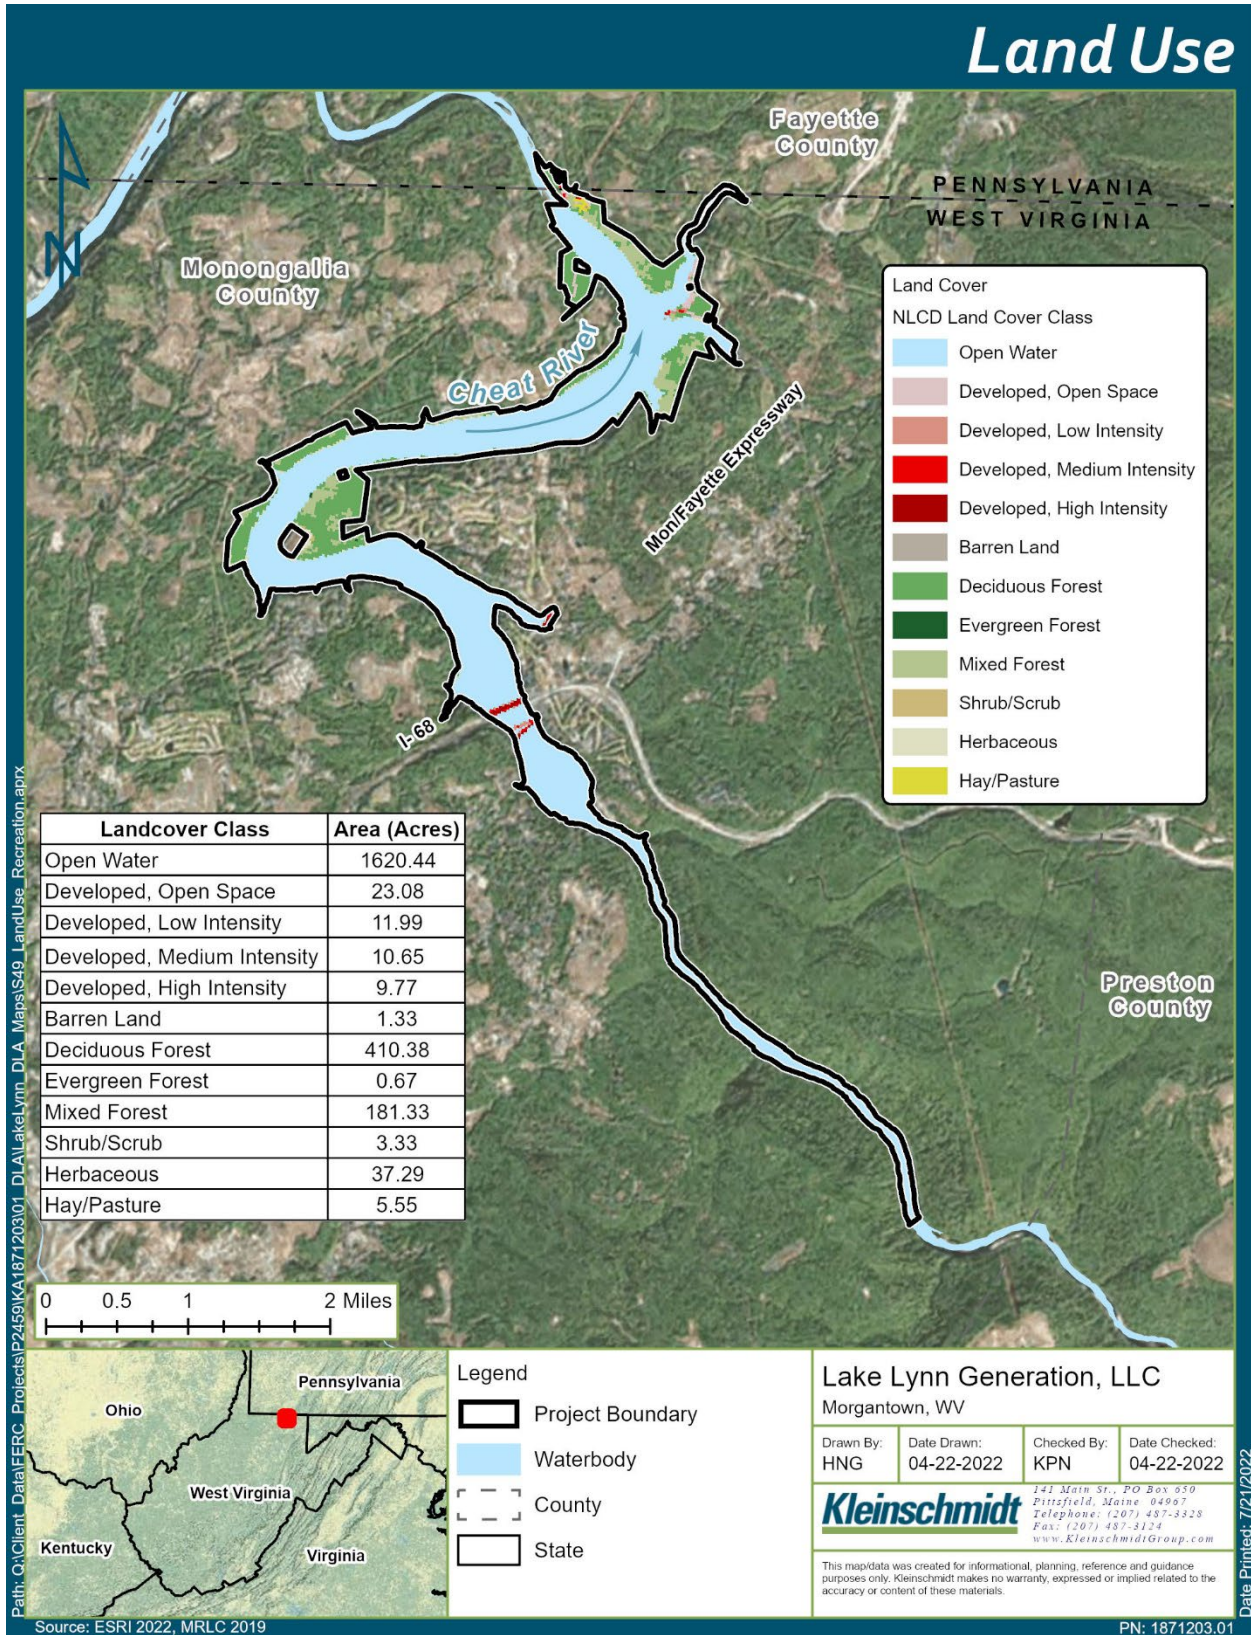 Land Use
Fayette
County
PENNSYLVANIA
WEST VIRGINIA
Monongalia
County
N
Cheat River
Mon/Fayette Expressway
I- 68
Preston
County
Land Cover
NLCD Land Cover Class
Open Water
Developed, Open Space
Developed, Low Intensity
Developed, Medium Intensity
Developed, High Intensity
Barren Land
Deciduous Forest
Evergreen Forest
Mixed Forest
Shrub/Scrub
Herbaceous
Hay/Pasture
Landcover Class Area (Acres)
Open Water 1620.44
Developed, Open Space 23.08
Developed, Low Intensity 11.99
Developed, Medium Intensity 10.65
Developed, High Intensity 9.77
Barren Land 1.33
Deciduous Forest 410.38
Evergreen Forest 0.67
Mixed Forest 181.33
Shrub/Scrub 3.33
Herbaceous 37.29
Hay/Pasture 5.55
0 0.5 1 2 Miles
Pennsylvania
Ohio
West Virginia
Kentucky
Virginia
Legend
Project Boundary
Waterbody
County
State
Lake Lynn Generation, LLC
Morgantown, WV
Drawn By: Date Drawn: Checked By: Date Checked:
HNG 04-22-2022 KPN 04-22-2022
Kleinschmidt
141 Main St., PO Box 650
Pittsfield, Maine 04967
Telephone: (207) 487-3328
Fax: (207) 487-3124
www.KleinschmidtGroup.com
This map/data was created for informational, planning, reference and guidance
purposes only. Kleinschmidt makes no warranty, expressed or implied related to the
accuracy or content of these materials.
Path: Q:\Client_Data\FERC_Projects\P2459\KA1871203\01_DLA\LakeLynn_DLA_Maps\S49_LandUse_Recreation.aprx
Date Printed: 7/21/2022
Source: ESRI 2022, MRLC 2019
PN: 1871203.01